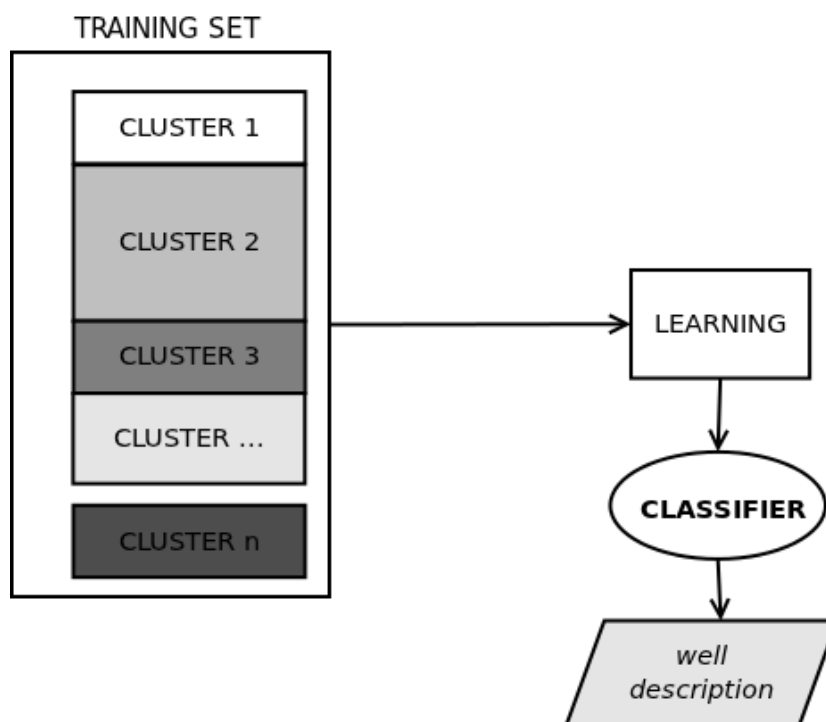 TRAINING SET
CLUSTER 1
CLUSTER 2
CLUSTER 3
CLUSTER ...
CLUSTER n
LEARNING
CLASSIFIER
well
description